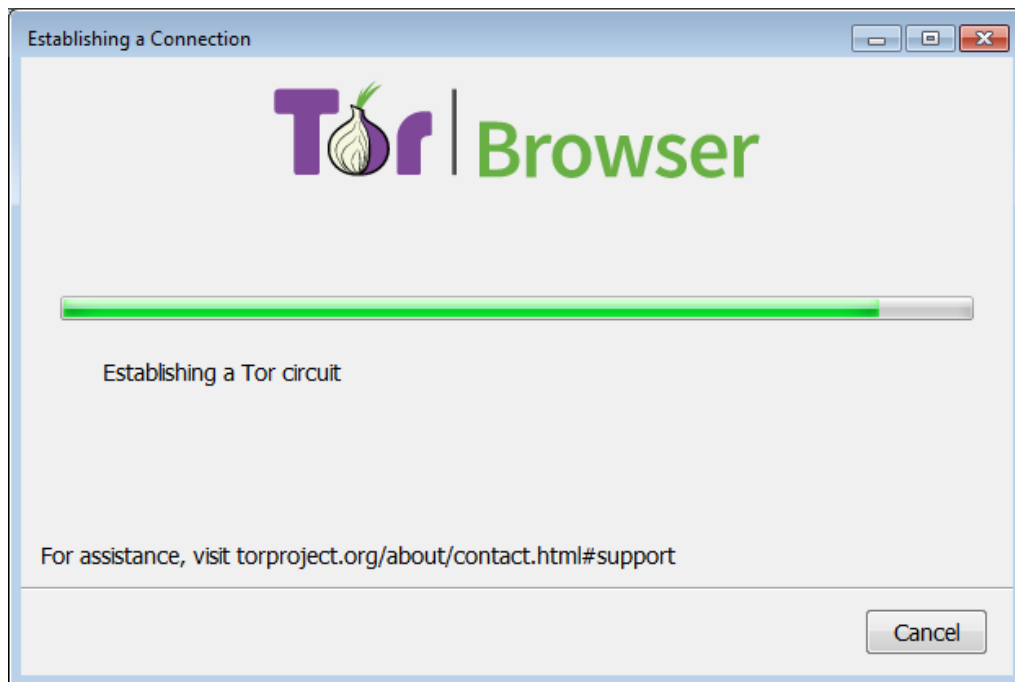 Establishing a Connection
Tor Browser
Establishing a Tor circuit
For assistance, visit torproject.org/about/contact.html#support
Cancel